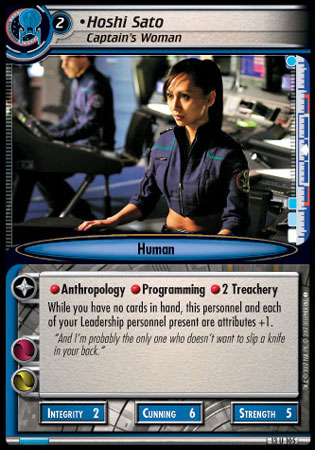 2 •Hoshi Sato
Captain's Woman
Human
Anthropology Programming 2 Treachery
While you have no cards in hand, this personnel and each
of your Leadership personnel present are attributes +1.
"And I'm probably the only one who doesn't want to slip a knife
in your back."
INTEGRITY 2 CUNNING 6 STRENGTH 5